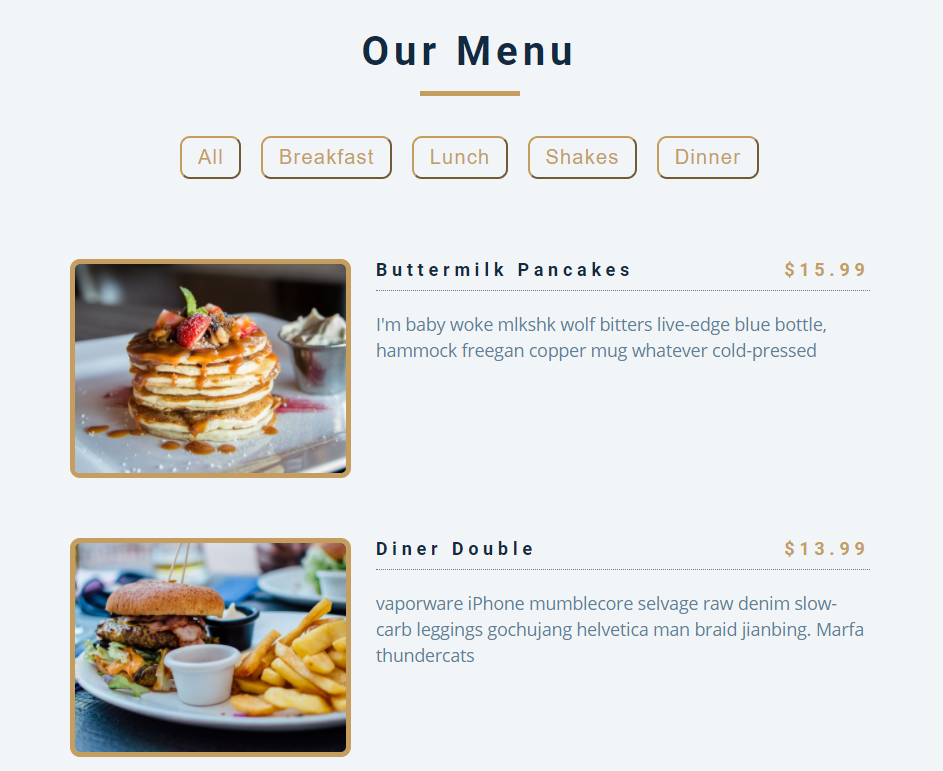 Our Menu
All Breakfast Lunch Shakes Dinner
Buttermilk Pancakes $15.99
I'm baby woke mlkshk wolf bitters live-edge blue bottle,
hammock freegan copper mug whatever cold-pressed
Diner Double $13.99
vaporware iPhone mumblecore selvage raw denim slow-
carb leggings gochujang helvetica man braid jianbing. Marfa
thundercats